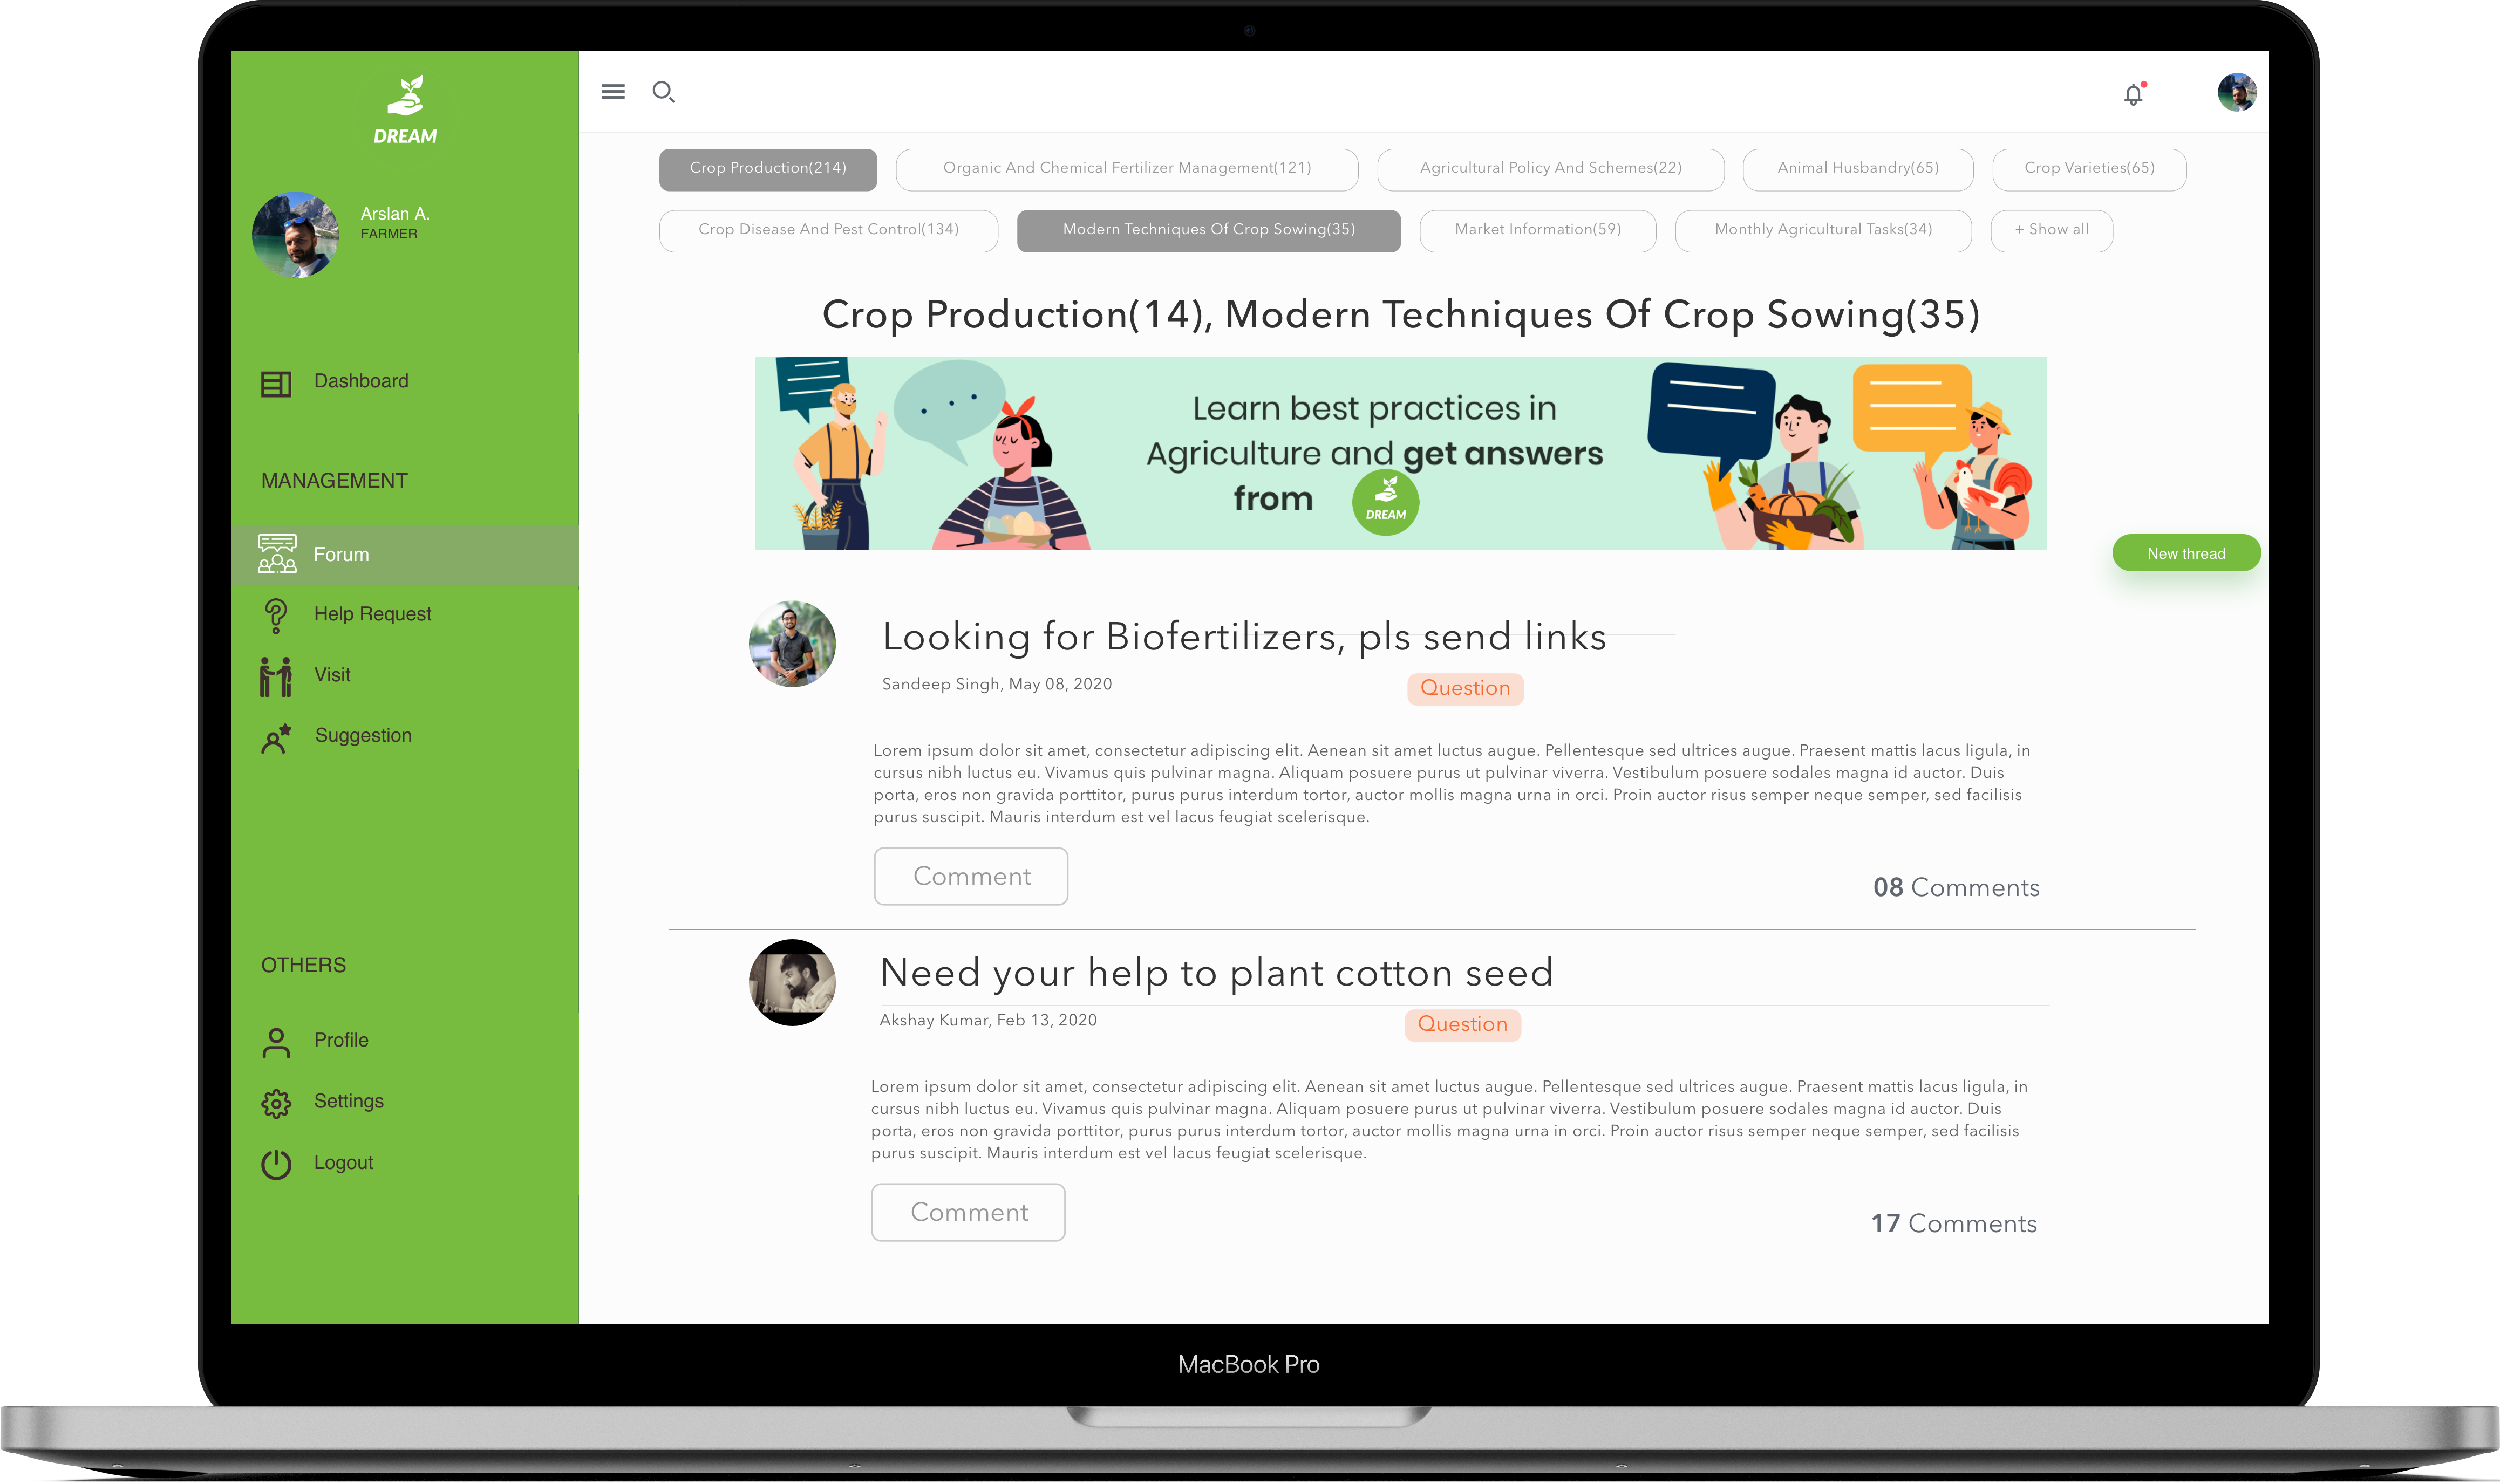 DREAM
Arslan A.
FARMER
Dashboard
MANAGEMENT
Forum
Help Request
Visit
Suggestion
OTHERS
Profile
Settings
Logout
Crop Production(214)
Organic And Chemical Fertilizer Management(121)
Agricultural Policy And Schemes(22)
Animal Husbandry(65)
Crop Varieties(65)
Crop Disease And Pest Control(134)
Modern Techniques Of Crop Sowing(35)
Market Information(59)
Monthly Agricultural Tasks(34)
+ Show all
Crop Production(14), Modern Techniques Of Crop Sowing(35)
Learn best practices in
Agriculture and get answers
from
DREAM
New thread
Looking for Biofertilizers, pls send links
Sandeep Singh, May 08, 2020
Question
Lorem ipsum dolor sit amet, consectetur adipiscing elit. Aenean sit amet luctus augue. Pellentesque sed ultrices augue. Praesent mattis lacus ligula, in
cursus nibh luctus eu. Vivamus quis pulvinar magna. Aliquam posuere purus ut pulvinar viverra. Vestibulum posuere sodales magna id auctor. Duis
porta, eros non gravida porttitor, purus purus interdum tortor, auctor mollis magna urna in orci. Proin auctor risus semper neque semper, sed facilisis
purus suscipit. Mauris interdum est vel lacus feugiat scelerisque.
Comment
08 Comments
Need your help to plant cotton seed
Akshay Kumar, Feb 13, 2020
Question
Lorem ipsum dolor sit amet, consectetur adipiscing elit. Aenean sit amet luctus augue. Pellentesque sed ultrices augue. Praesent mattis lacus ligula, in
cursus nibh luctus eu. Vivamus quis pulvinar magna. Aliquam posuere purus ut pulvinar viverra. Vestibulum posuere sodales magna id auctor. Duis
porta, eros non gravida porttitor, purus purus interdum tortor, auctor mollis magna urna in orci. Proin auctor risus semper neque semper, sed facilisis
purus suscipit. Mauris interdum est vel lacus feugiat scelerisque.
Comment
17 Comments
MacBook Pro